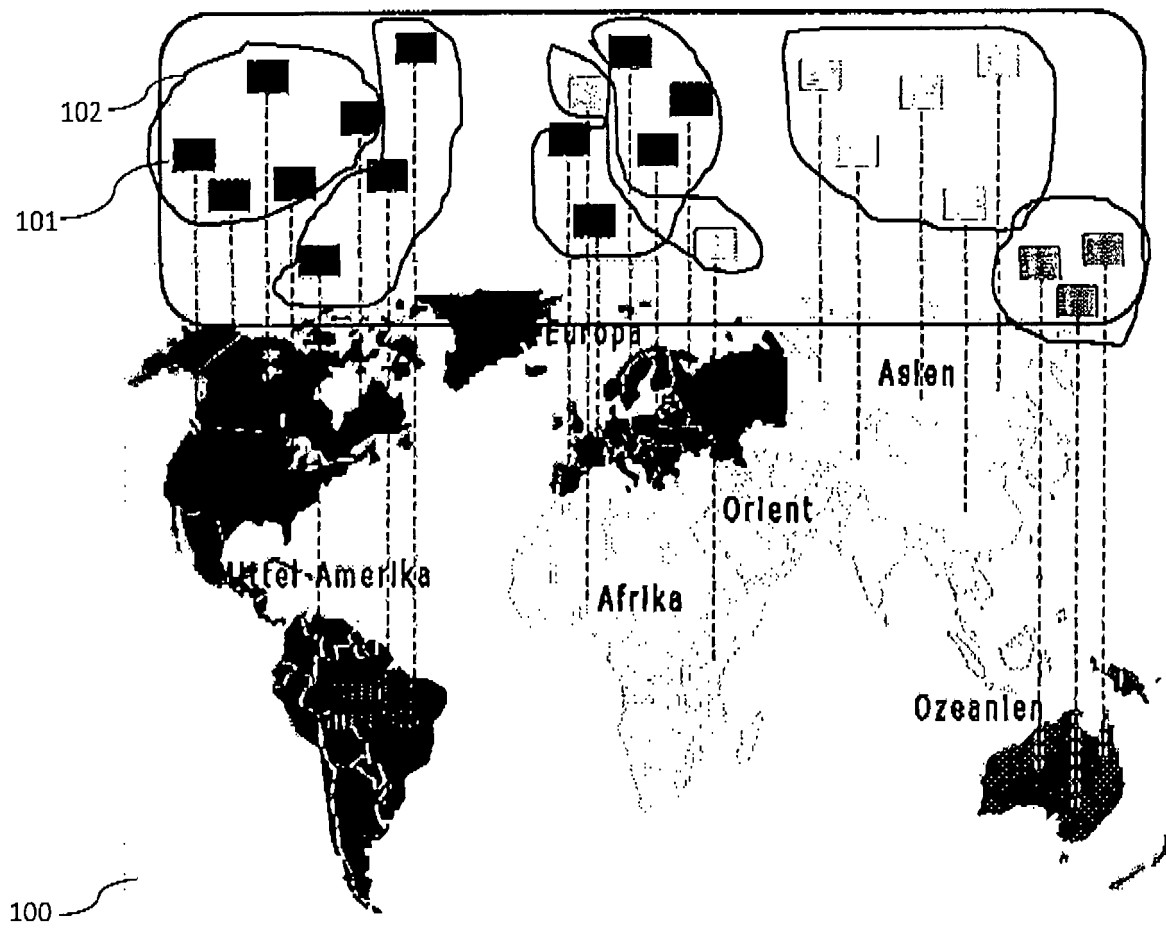 102
101
Europa
Asien
Orient
Mittel-Amerika
Afrika
Ozeanien
100